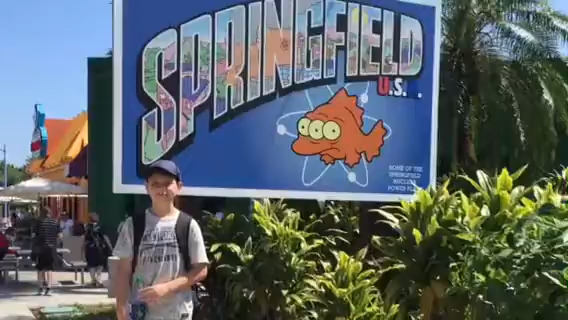 SPRINGFIELD
U.S.A.
HOME OF THE
SPRINGFIELD
NUCLEAR
POWER PLANT